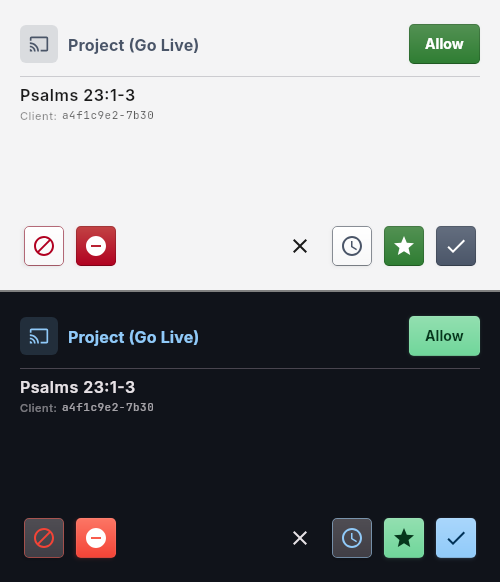 Project (Go Live)
Allow
Psalms 23:1-3
Client: a4f1c9e2-7b30
Project (Go Live)
Allow
Psalms 23:1-3
Client: a4f1c9e2-7b30